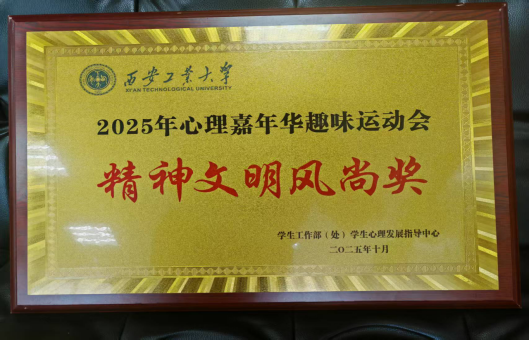 西安工业大学
XI'AN TECHNOLOGICAL UNIVERSITY
2025年心理嘉年华趣味运动会
精神文明风尚奖
学生工作部（处）学生心理发展指导中心
二〇二五年十月